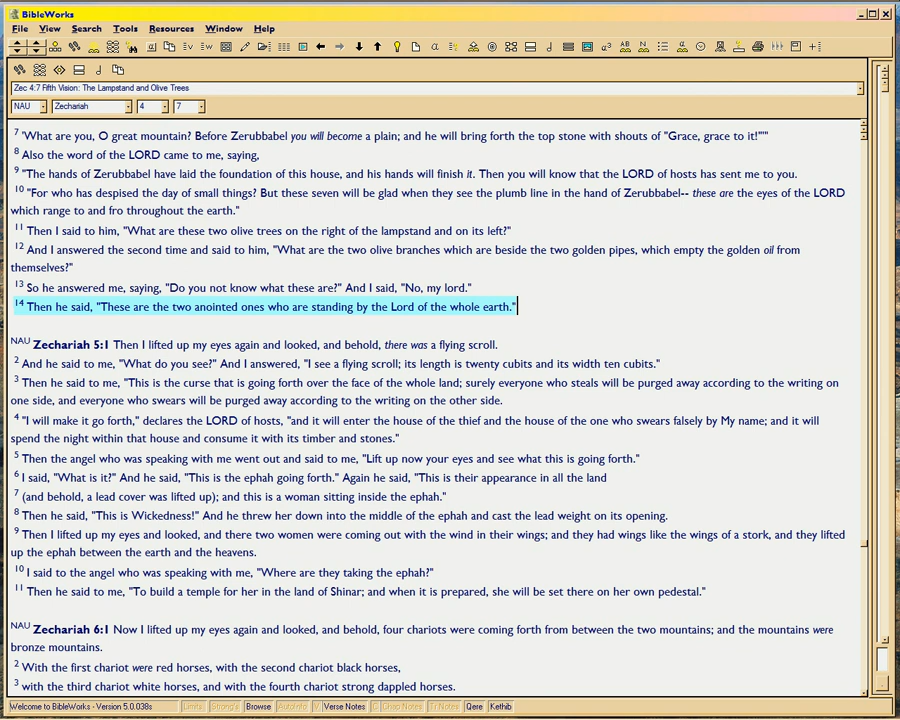 BibleWorks
File View Search Tools Resources Window Help
Zec 4:7 Fifth Vision: The Lampstand and Olive Trees
NAU Zechariah 4 7
7 "What are you, O great mountain? Before Zerubbabel you will become a plain; and he will bring forth the top stone with shouts of "Grace, grace to it!"'"
8 Also the word of the LORD came to me, saying,
9 "The hands of Zerubbabel have laid the foundation of this house, and his hands will finish it. Then you will know that the LORD of hosts has sent me to you.
10 "For who has despised the day of small things? But these seven will be glad when they see the plumb line in the hand of Zerubbabel-- these are the eyes of the LORD
which range to and fro throughout the earth."
11 Then I said to him, "What are these two olive trees on the right of the lampstand and on its left?"
12 And I answered the second time and said to him, "What are the two olive branches which are beside the two golden pipes, which empty the golden oil from
themselves?"
13 So he answered me, saying, "Do you not know what these are?" And I said, "No, my lord."
14 Then he said, "These are the two anointed ones who are standing by the Lord of the whole earth."
NAU Zechariah 5:1 Then I lifted up my eyes again and looked, and behold, there was a flying scroll.
2 And he said to me, "What do you see?" And I answered, "I see a flying scroll; its length is twenty cubits and its width ten cubits."
3 Then he said to me, "This is the curse that is going forth over the face of the whole land; surely everyone who steals will be purged away according to the writing on
one side, and everyone who swears will be purged away according to the writing on the other side.
4 "I will make it go forth," declares the LORD of hosts, "and it will enter the house of the thief and the house of the one who swears falsely by My name; and it will
spend the night within that house and consume it with its timber and stones."
5 Then the angel who was speaking with me went out and said to me, "Lift up now your eyes and see what this is going forth."
6 I said, "What is it?" And he said, "This is the ephah going forth." Again he said, "This is their appearance in all the land
7 (and behold, a lead cover was lifted up); and this is a woman sitting inside the ephah."
8 Then he said, "This is Wickedness!" And he threw her down into the middle of the ephah and cast the lead weight on its opening.
9 Then I lifted up my eyes and looked, and there two women were coming out with the wind in their wings; and they had wings like the wings of a stork, and they lifted
up the ephah between the earth and the heavens.
10 I said to the angel who was speaking with me, "Where are they taking the ephah?"
11 Then he said to me, "To build a temple for her in the land of Shinar; and when it is prepared, she will be set there on her own pedestal."
NAU Zechariah 6:1 Now I lifted up my eyes again and looked, and behold, four chariots were coming forth from between the two mountains; and the mountains were
bronze mountains.
2 With the first chariot were red horses, with the second chariot black horses,
3 with the third chariot white horses, and with the fourth chariot strong dappled horses.
Welcome to BibleWorks - Version 5.0.038s Limits Strong's Browse AutoInfo V Verse Notes C Chap Notes Tr.Notes Qere Kethib